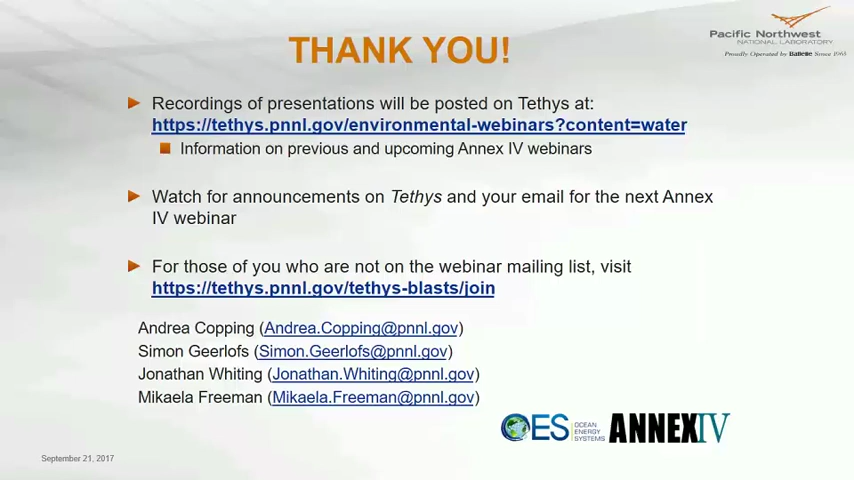 Pacific Northwest
NATIONAL LABORATORY
Proudly Operated by Battelle Since 1965
THANK YOU!
Recordings of presentations will be posted on Tethys at:
https://tethys.pnnl.gov/environmental-webinars?content=water
Information on previous and upcoming Annex IV webinars
Watch for announcements on Tethys and your email for the next Annex
IV webinar
For those of you who are not on the webinar mailing list, visit
https://tethys.pnnl.gov/tethys-blasts/join
Andrea Copping (Andrea.Copping@pnnl.gov)
Simon Geerlofs (Simon.Geerlofs@pnnl.gov)
Jonathan Whiting (Jonathan.Whiting@pnnl.gov)
Mikaela Freeman (Mikaela.Freeman@pnnl.gov)
OES OCEAN
ENERGY
SYSTEMS
ANNEX IV
September 21, 2017